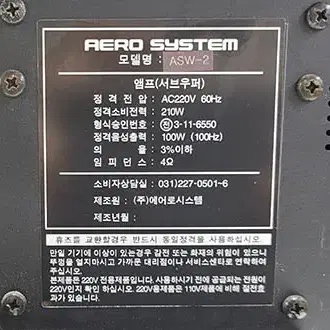 AERO SYSTEM
모델명 : ASW-2
앰프(서브우퍼)
정 격 전 압 : AC220V 60Hz
정격소비전력 : 210W
형식승인번호 : 전 3-11-6550
정격음성출력 : 100W (100Hz)
외 율 : 3%이하
임 피 던 스 : 4Ω
소비자상담실 : 031)227-0501~6
제조원 : (주)에어로시스템
제조년월 :
휴즈를 교환할경우 반드시 동일정격을 사용하십시오.
만일 기기에 이상이 있는경우 감전 또는 화재의 위험이 있으니
뚜껑을 열지마시고 가까운 대리점이나 서비스센타로 연락하여
주십시오.
본제품은 220V 전용제품입니다. 사용하시기 전에 공급되는 전원이
220V인지 확인 하십시오. 220V제품은 110V제품에 비해 절전효
과가 있습니다.